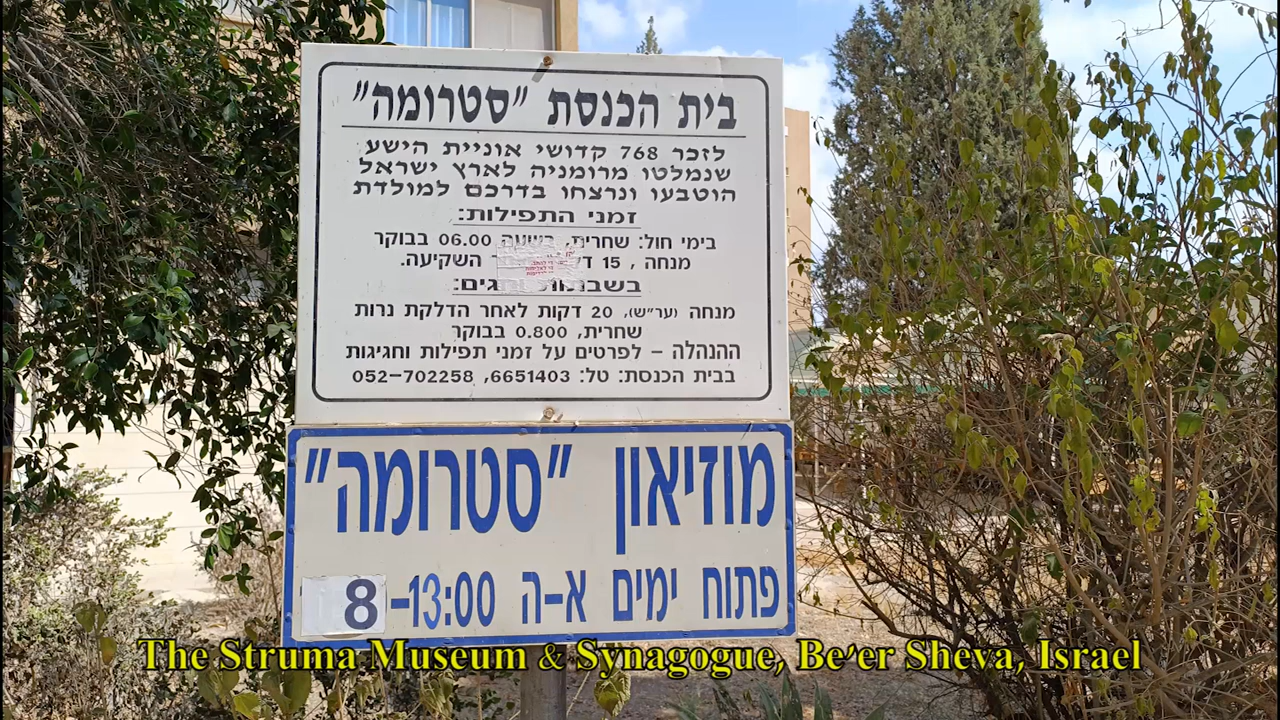 בית הכנסת "סטרומה"
לזכר 768 קדושי אוניית הישע
שנמלטו מרומניה לארץ ישראל
הוטבעו ונרצחו בדרכם למולדת
זמני התפילות:
בימי חול: שחרית, בשעה 06.00 בבוקר
מנחה , 15 השקיעה.
בשבתות וחגים:
מנחה (ער"ש), 20 דקות לאחר הדלקת נרות
שחרית, 0.800 בבוקר
ההנהלה – לפרטים על זמני תפילות וחגיגות
בבית הכנסת: טל: 6651403, 052-702258
מוזיאון "סטרומה"
פתוח ימים א-ה 13:00-8
The Struma Museum & Synagogue, Be'er Sheva, Israel